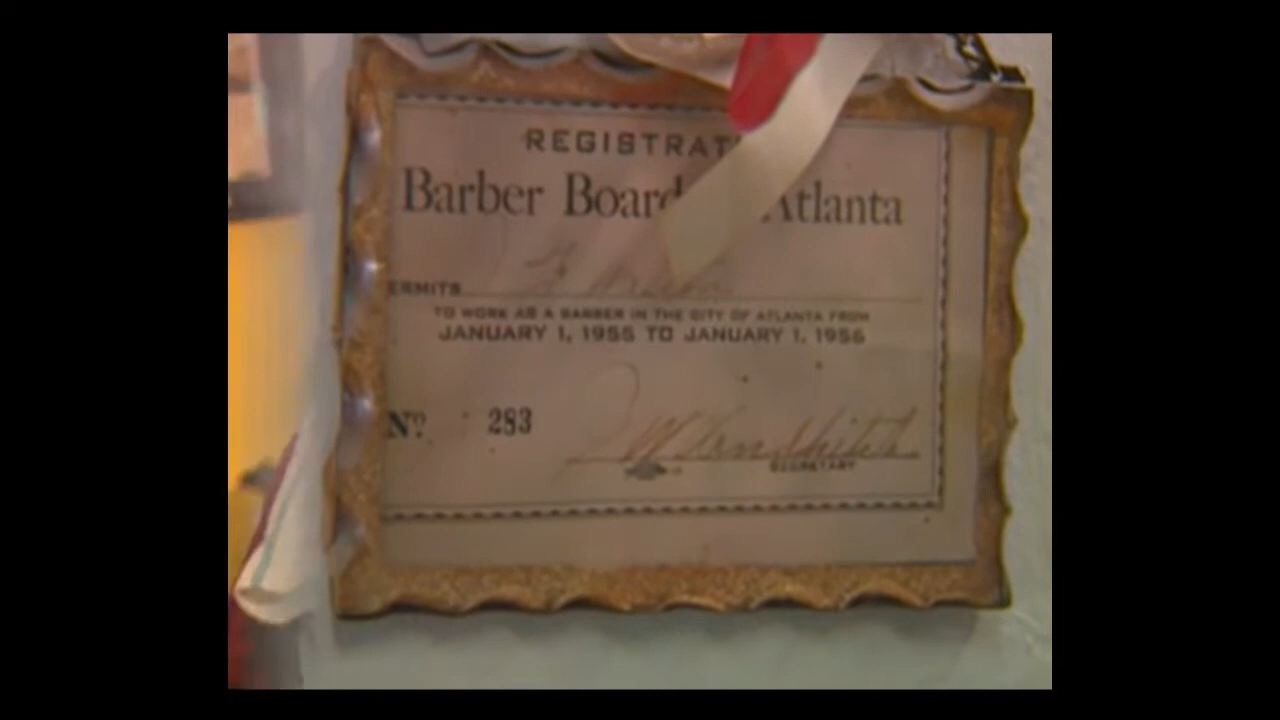 REGISTRAT
Barber Board Atlanta
ERMITS
TO WORK AS A BARBER IN THE CITY OF ATLANTA FROM
JANUARY 1, 1955 TO JANUARY 1, 1956
Nº 283
SECRETARY